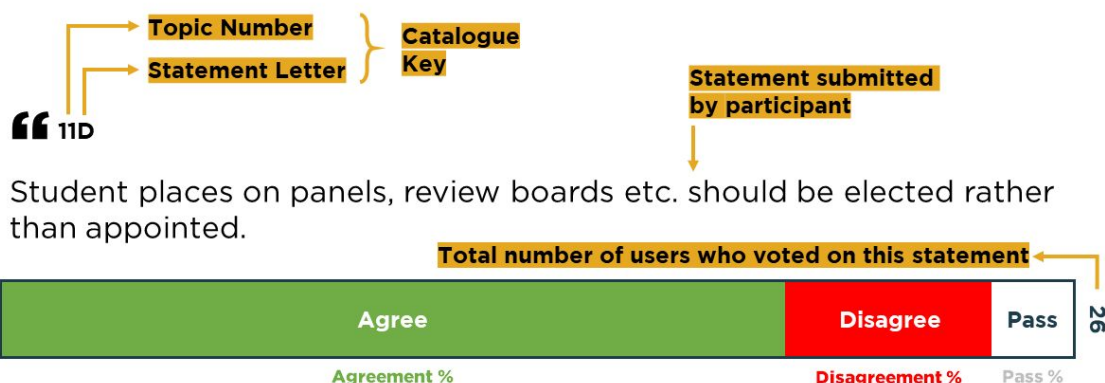 Topic Number
Statement Letter
Catalogue
Key
Statement submitted
by participant
❝ 11D
Student places on panels, review boards etc. should be elected rather
than appointed.
Total number of users who voted on this statement
Agree
Disagree
Pass
26
Agreement %
Disagreement %
Pass %